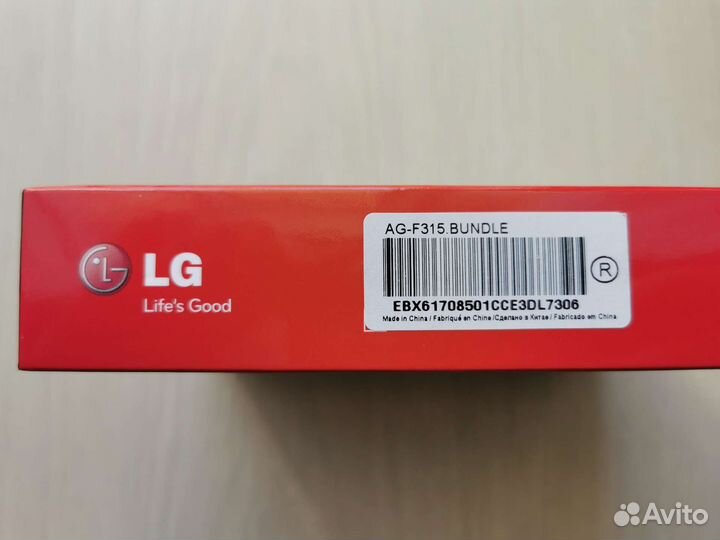 LG
Life's Good
AG-F315.BUNDLE
®
EBX61708501CCE3DL7306
Made in China / Fabriqué en Chine /Сделано в Китае / Fabricado em China
Avito